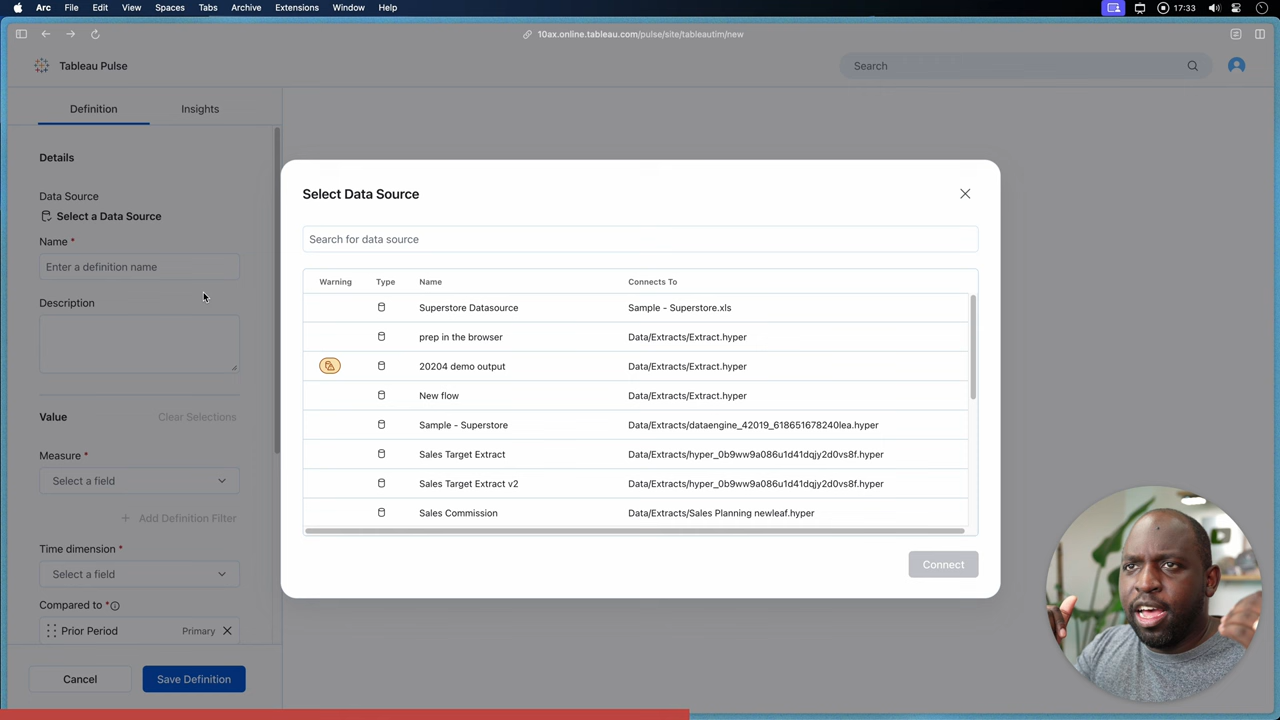 Arc File Edit View Spaces Tabs Archive Extensions Window Help 17:33
10ax.online.tableau.com/pulse/site/tableautim/new
Tableau Pulse
Search
Definition Insights
Details
Data Source
Select a Data Source
Name *
Enter a definition name
Description
Value Clear Selections
Measure *
Select a field
+ Add Definition Filter
Time dimension *
Select a field
Compared to *
Prior Period Primary
Cancel Save Definition
Select Data Source
Search for data source
Warning Type Name Connects To
Superstore Datasource Sample - Superstore.xls
prep in the browser Data/Extracts/Extract.hyper
20204 demo output Data/Extracts/Extract.hyper
New flow Data/Extracts/Extract.hyper
Sample - Superstore Data/Extracts/dataengine_42019_618651678240lea.hyper
Sales Target Extract Data/Extracts/hyper_0b9ww9a086u1d41dqjy2d0vs8f.hyper
Sales Target Extract v2 Data/Extracts/hyper_0b9ww9a086u1d41dqjy2d0vs8f.hyper
Sales Commission Data/Extracts/Sales Planning newleaf.hyper
Connect